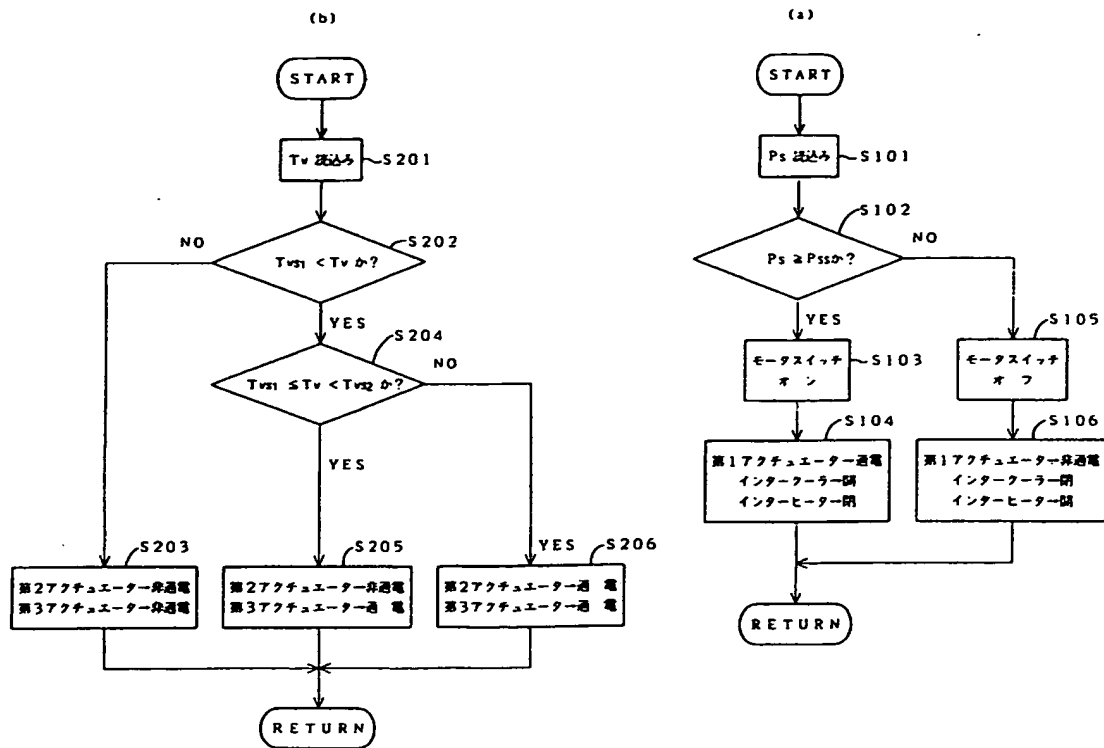 (b)
START
Tw 読込み
S201
S202
NO
Tws1 < Tw か?
YES
S204
NO
Tws1 ≤ Tw < Tws2 か?
YES
YES
S203
第2アクチュエーター非通電
第3アクチュエーター非通電
S205
第2アクチュエーター非通電
第3アクチュエーター通 電
S206
第2アクチュエーター通 電
第3アクチュエーター通 電
RETURN
(a)
START
Ps 読込み
S101
S102
NO
Ps ≥ Pssか?
YES
S103
モータスイッチ
オ ン
S105
モータスイッチ
オ フ
S104
第1アクチュエーター通電
インタークーラー開
インターヒーター閉
S106
第1アクチュエーター非通電
インタークーラー閉
インターヒーター開
RETURN